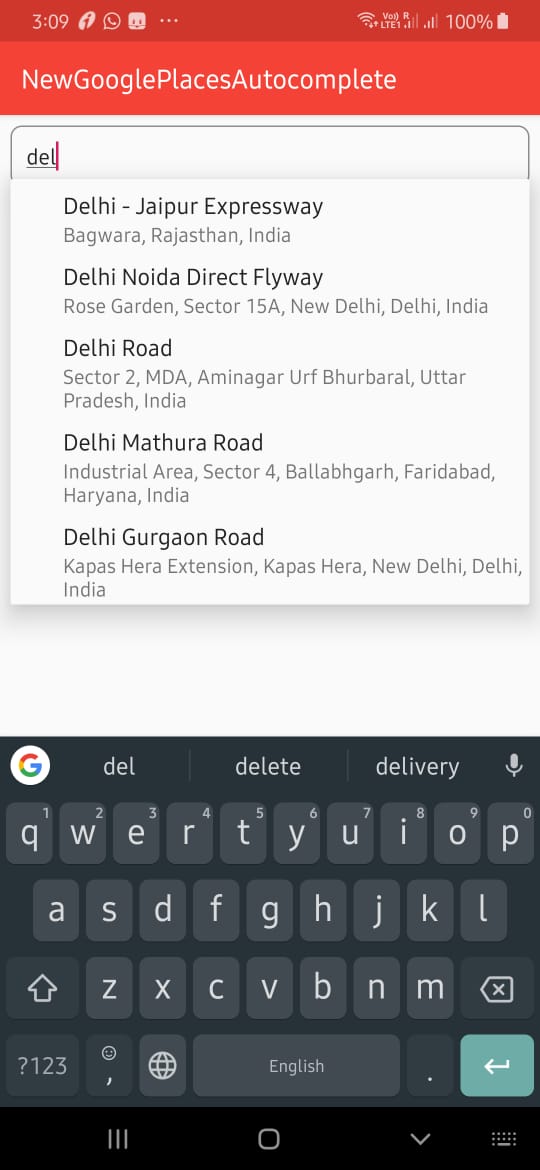 3:09 ... Vo)) R LTE1 100%
NewGooglePlacesAutocomplete
del
Delhi - Jaipur Expressway
Bagwara, Rajasthan, India
Delhi Noida Direct Flyway
Rose Garden, Sector 15A, New Delhi, Delhi, India
Delhi Road
Sector 2, MDA, Aminagar Urf Bhurbaral, Uttar
Pradesh, India
Delhi Mathura Road
Industrial Area, Sector 4, Ballabhgarh, Faridabad,
Haryana, India
Delhi Gurgaon Road
Kapas Hera Extension, Kapas Hera, New Delhi, Delhi,
India
G del delete delivery
1 2 3 4 5 6 7 8 9 0
q w e r t y u i o p
a s d f g h j k l
z x c v b n m
?123 , English .